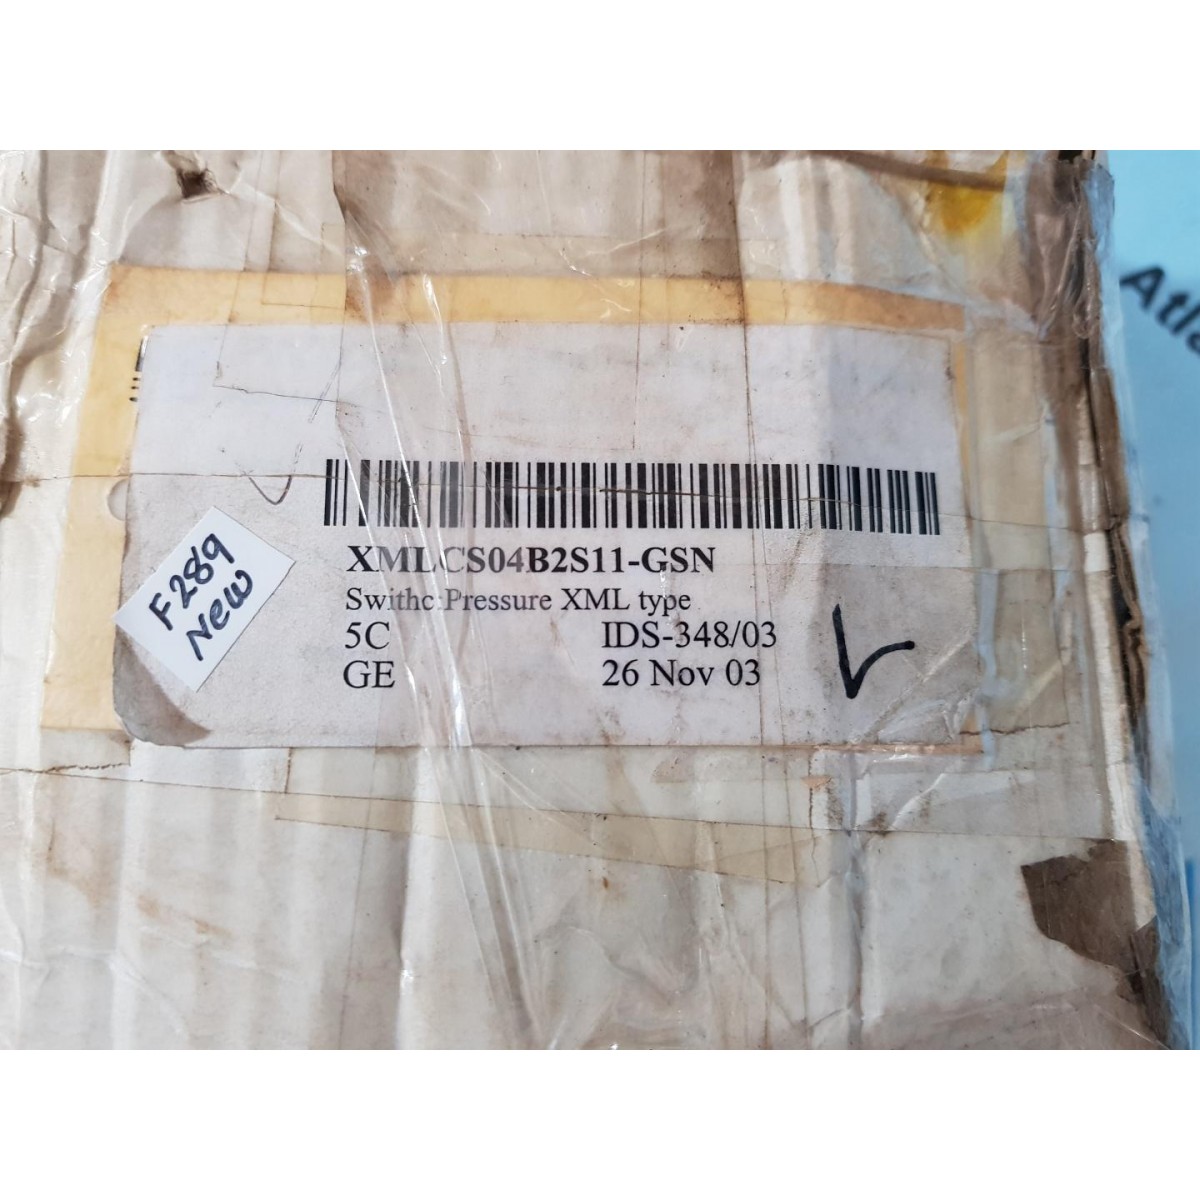 XMLCS04B2S11-GSN
Swithc:Pressure XML type
5C IDS-348/03
GE 26 Nov 03
F289
New